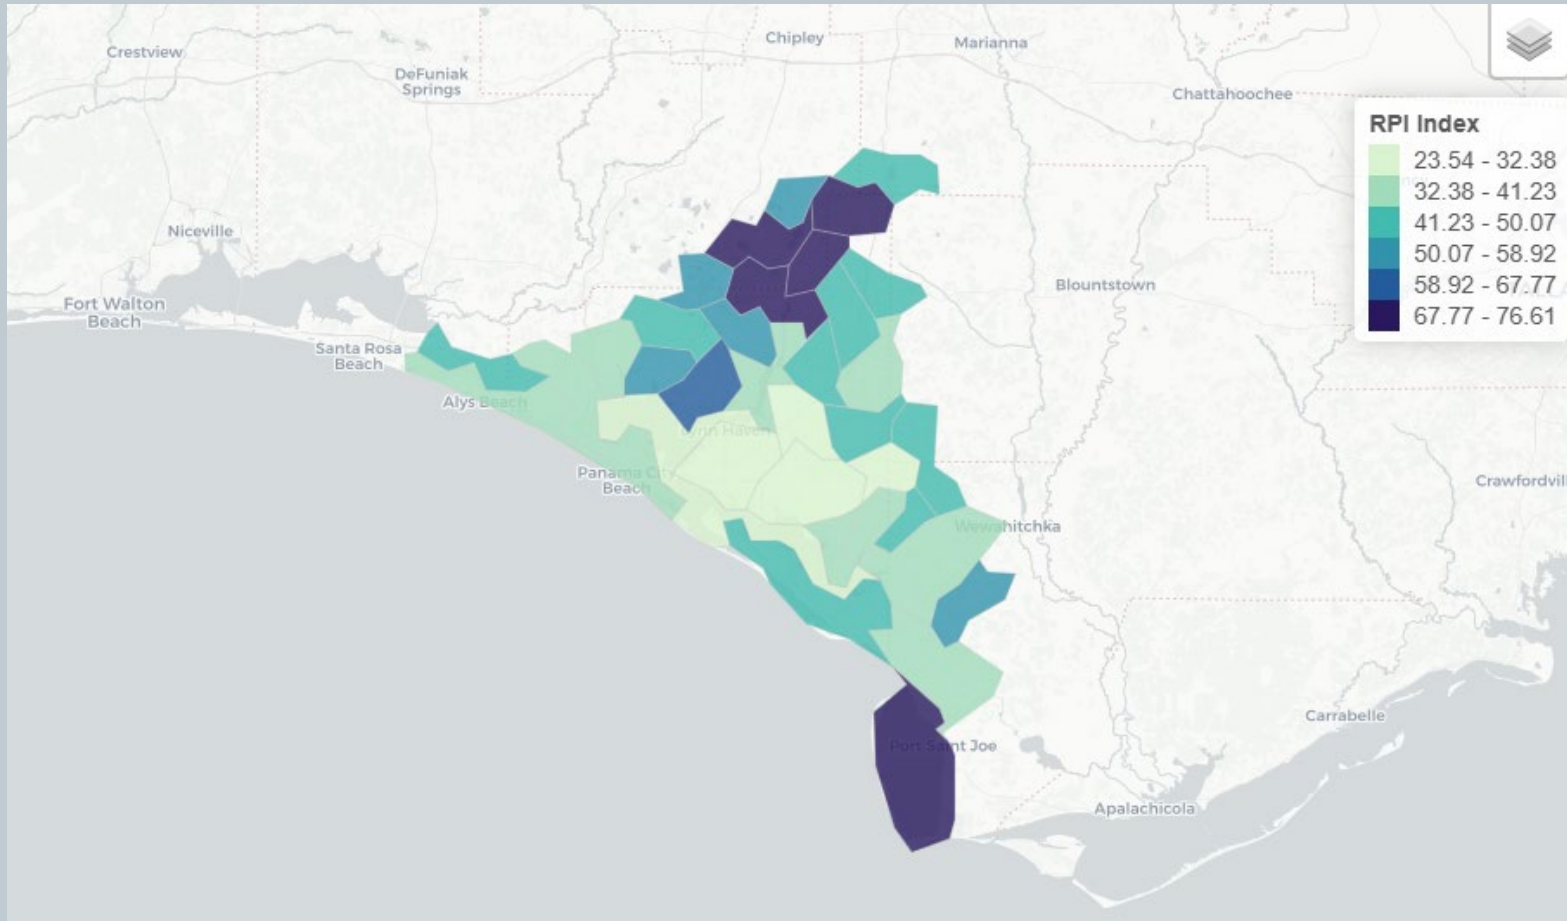 Crestview
Chipley
Marianna
DeFuniak
Springs
Chattahoochee
RPI Index
23.54 - 32.38
32.38 - 41.23
41.23 - 50.07
50.07 - 58.92
58.92 - 67.77
67.77 - 76.61
Niceville
Blountstown
Fort Walton
Beach
Santa Rosa
Beach
Alys Beach
Lynn Haven
Panama City
Beach
Crawfordvil
Wewahitchka
Carrabelle
Port Saint Joe
Apalachicola